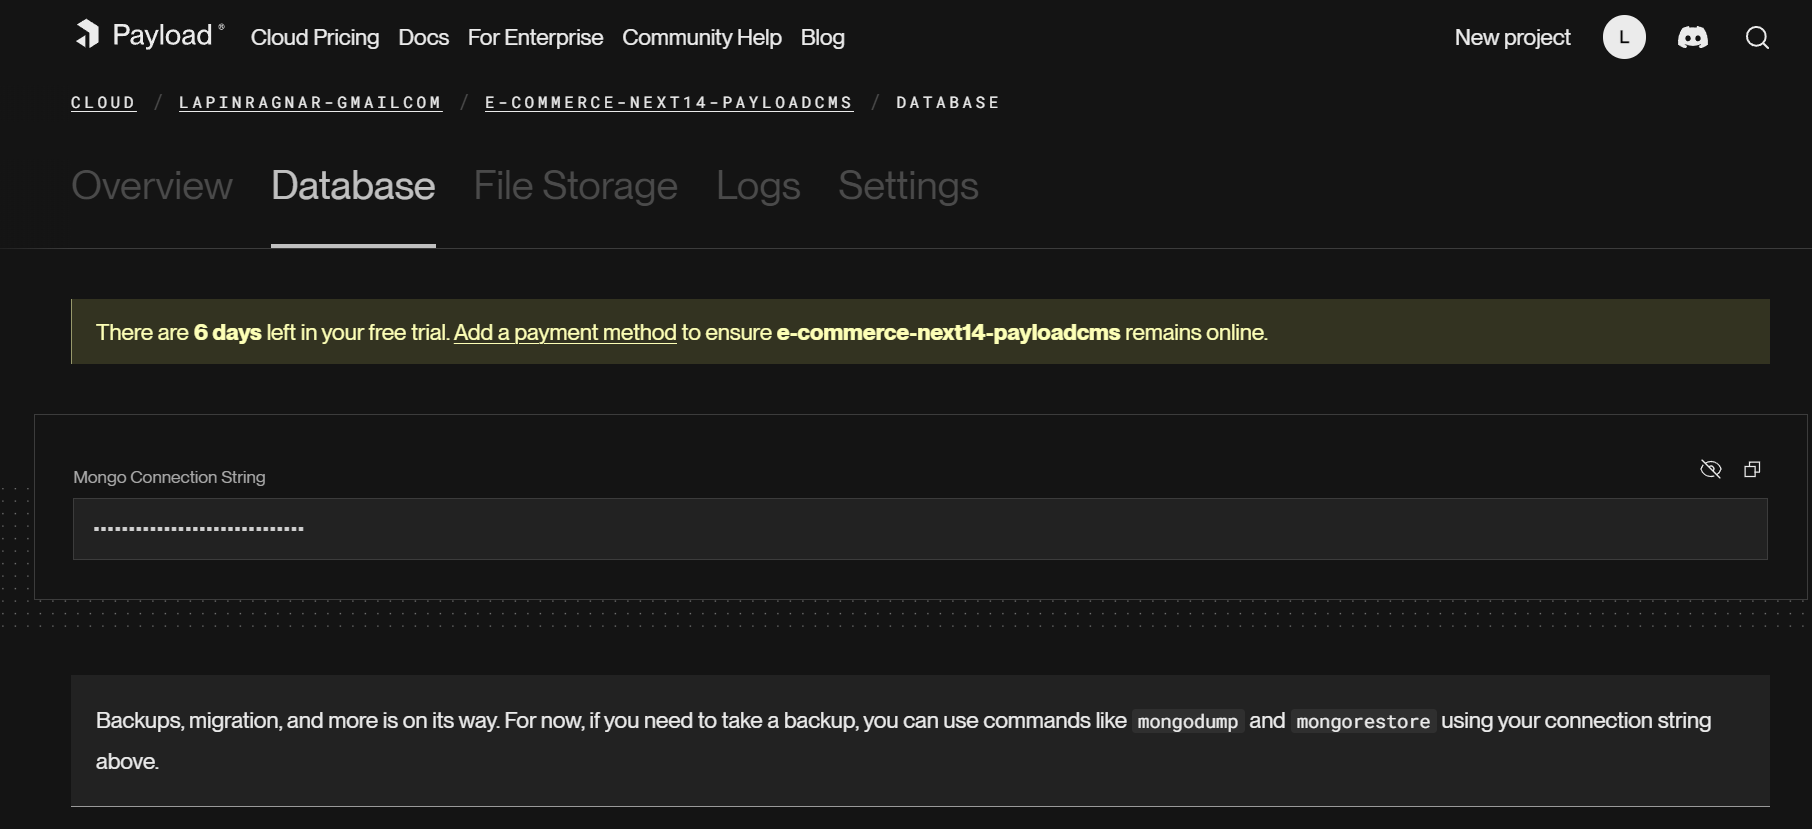 Payload ®
Cloud Pricing Docs For Enterprise Community Help Blog
New project L
CLOUD / LAPINRAGNAR-GMAILCOM / E-COMMERCE-NEXT14-PAYLOADCMS / DATABASE
Overview Database File Storage Logs Settings
There are 6 days left in your free trial. Add a payment method to ensure e-commerce-next14-payloadcms remains online.
Mongo Connection String
Backups, migration, and more is on its way. For now, if you need to take a backup, you can use commands like mongodump and mongorestore using your connection string
above.